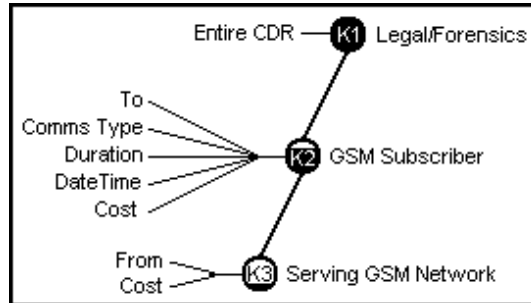 Entire CDR K1 Legal/Forensics
To
Comms Type
Duration K2 GSM Subscriber
DateTime
Cost
From
K3 Serving GSM Network
Cost